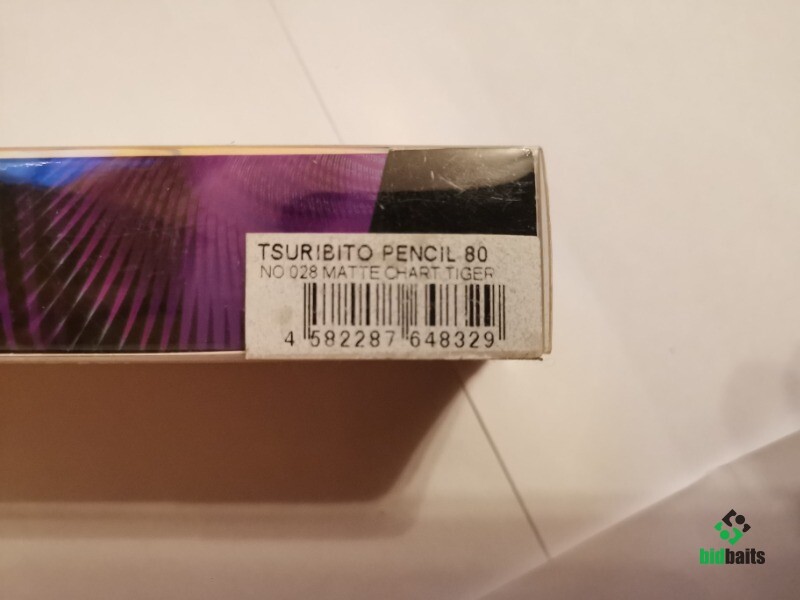 TSURIBITO PENCIL 80
NO 028 MATTE CHART TIGER
4 582287 648329
bidbaits